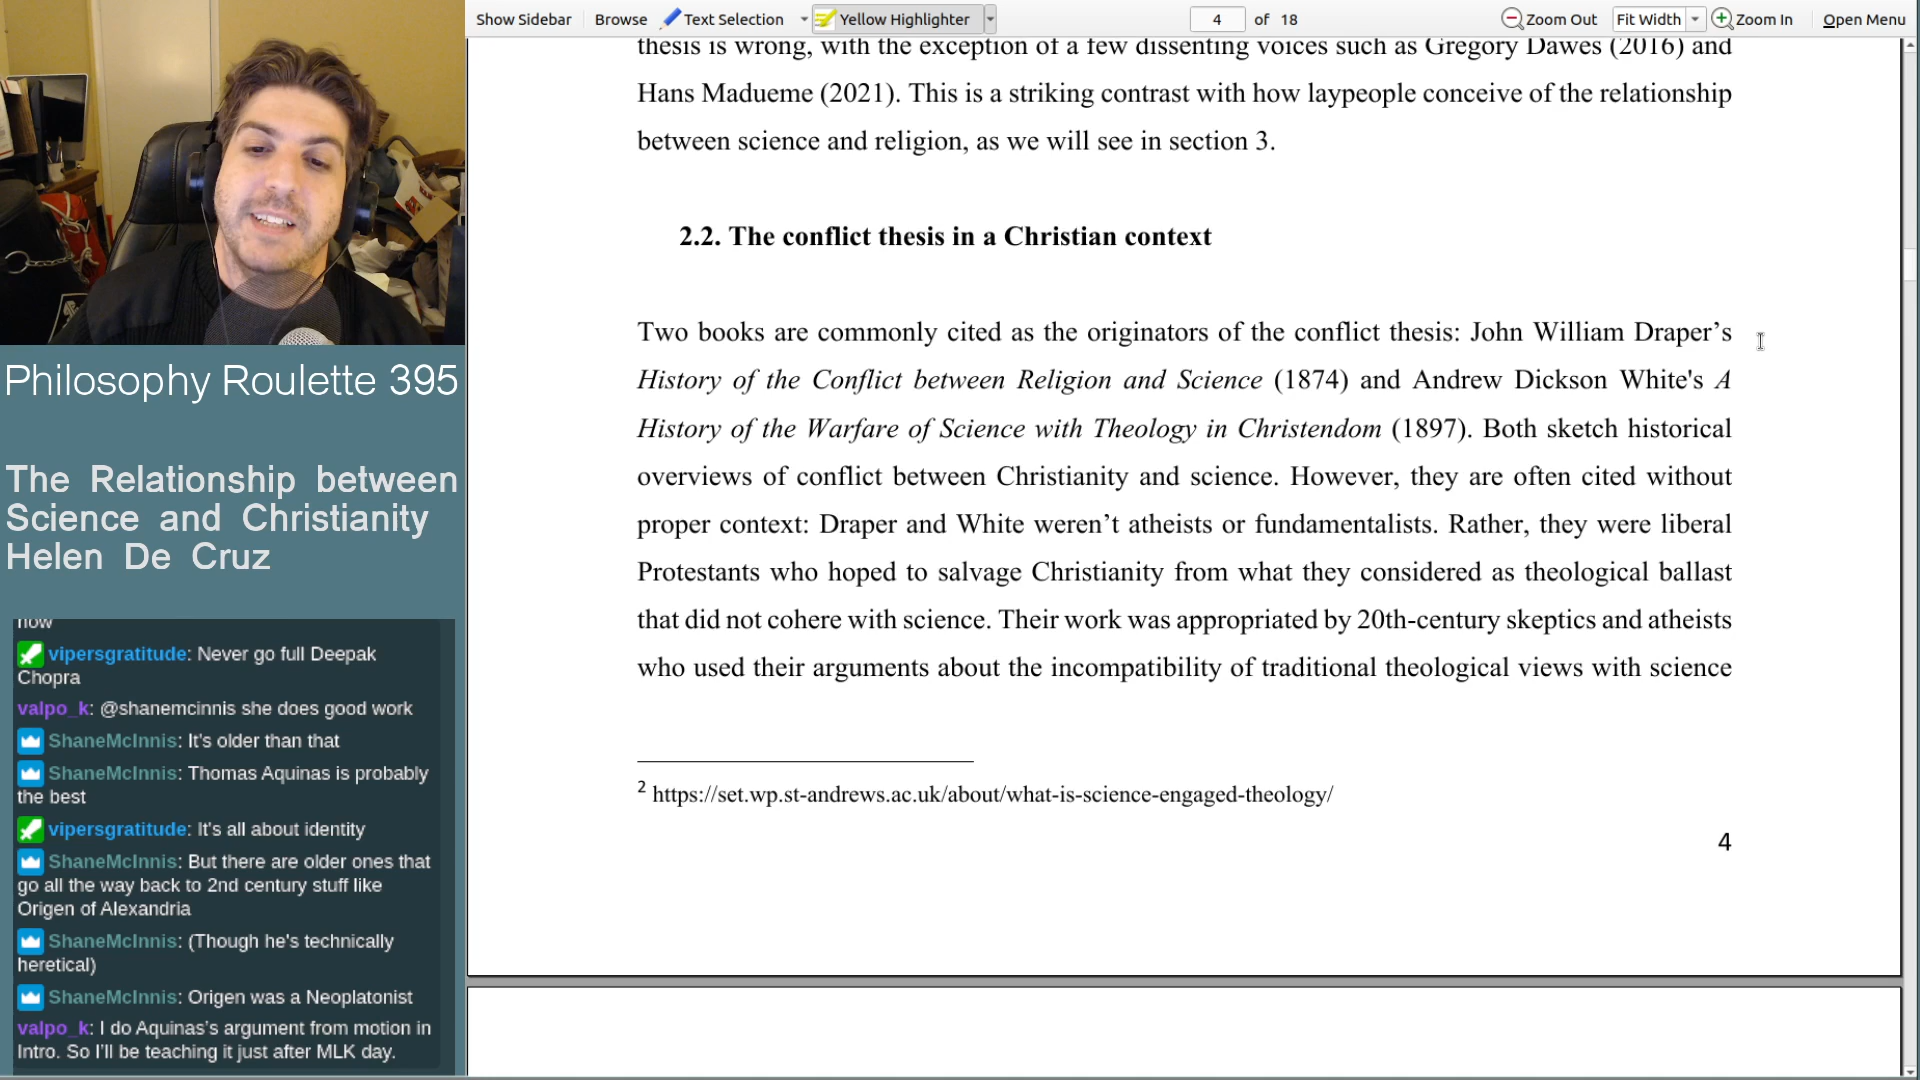 Show Sidebar Browse Text Selection Yellow Highlighter 4 of 18 Zoom Out Fit Width Zoom In Open Menu
thesis is wrong, with the exception of a few dissenting voices such as Gregory Dawes (2016) and
Hans Madueme (2021). This is a striking contrast with how laypeople conceive of the relationship
between science and religion, as we will see in section 3.
2.2. The conflict thesis in a Christian context
Two books are commonly cited as the originators of the conflict thesis: John William Draper’s
History of the Conflict between Religion and Science (1874) and Andrew Dickson White's A
History of the Warfare of Science with Theology in Christendom (1897). Both sketch historical
overviews of conflict between Christianity and science. However, they are often cited without
proper context: Draper and White weren’t atheists or fundamentalists. Rather, they were liberal
Protestants who hoped to salvage Christianity from what they considered as theological ballast
that did not cohere with science. Their work was appropriated by 20th-century skeptics and atheists
who used their arguments about the incompatibility of traditional theological views with science
2 https://set.wp.st-andrews.ac.uk/about/what-is-science-engaged-theology/
4
Philosophy Roulette 395
The Relationship between
Science and Christianity
Helen De Cruz
now
vipersgratitude: Never go full Deepak
Chopra
valpo_k: @shanemcinnis she does good work
ShaneMcInnis: It's older than that
ShaneMcInnis: Thomas Aquinas is probably
the best
vipersgratitude: It's all about identity
ShaneMcInnis: But there are older ones that
go all the way back to 2nd century stuff like
Origen of Alexandria
ShaneMcInnis: (Though he's technically
heretical)
ShaneMcInnis: Origen was a Neoplatonist
valpo_k: I do Aquinas's argument from motion in
Intro. So I'll be teaching it just after MLK day.